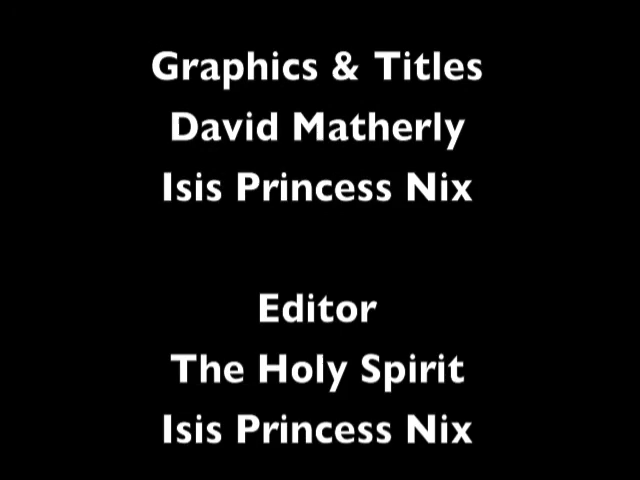 Graphics & Titles
David Matherly
Isis Princess Nix
Editor
The Holy Spirit
Isis Princess Nix